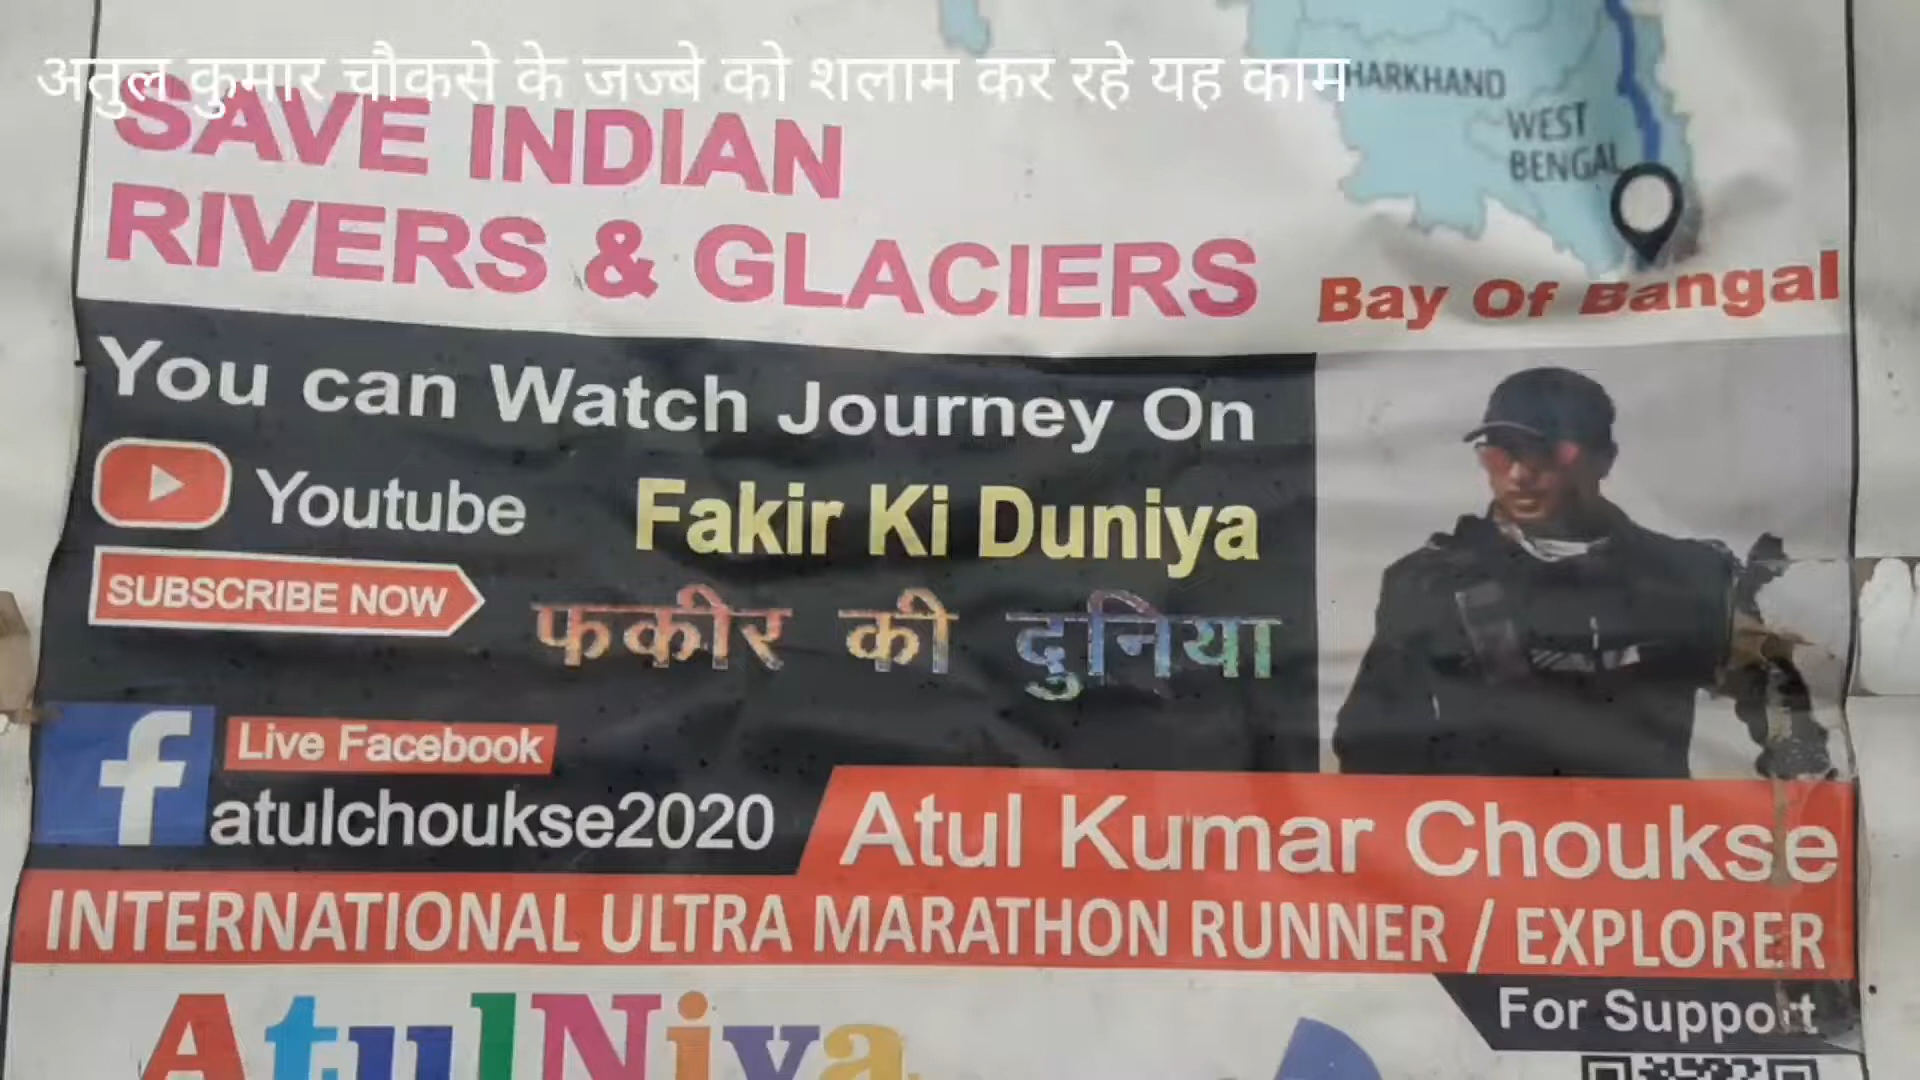 अतुल कुमार चौकसे के जज्बे को शलाम कर रहे यह काम
HARKHAND
WEST
BENGAL
SAVE INDIAN
RIVERS & GLACIERS
Bay Of Bangal
You can Watch Journey On
Youtube
Fakir Ki Duniya
SUBSCRIBE NOW
फकीर की दुनिया
Live Facebook
atulchoukse2020
Atul Kumar Choukse
INTERNATIONAL ULTRA MARATHON RUNNER / EXPLORER
For Support
AtulNiya